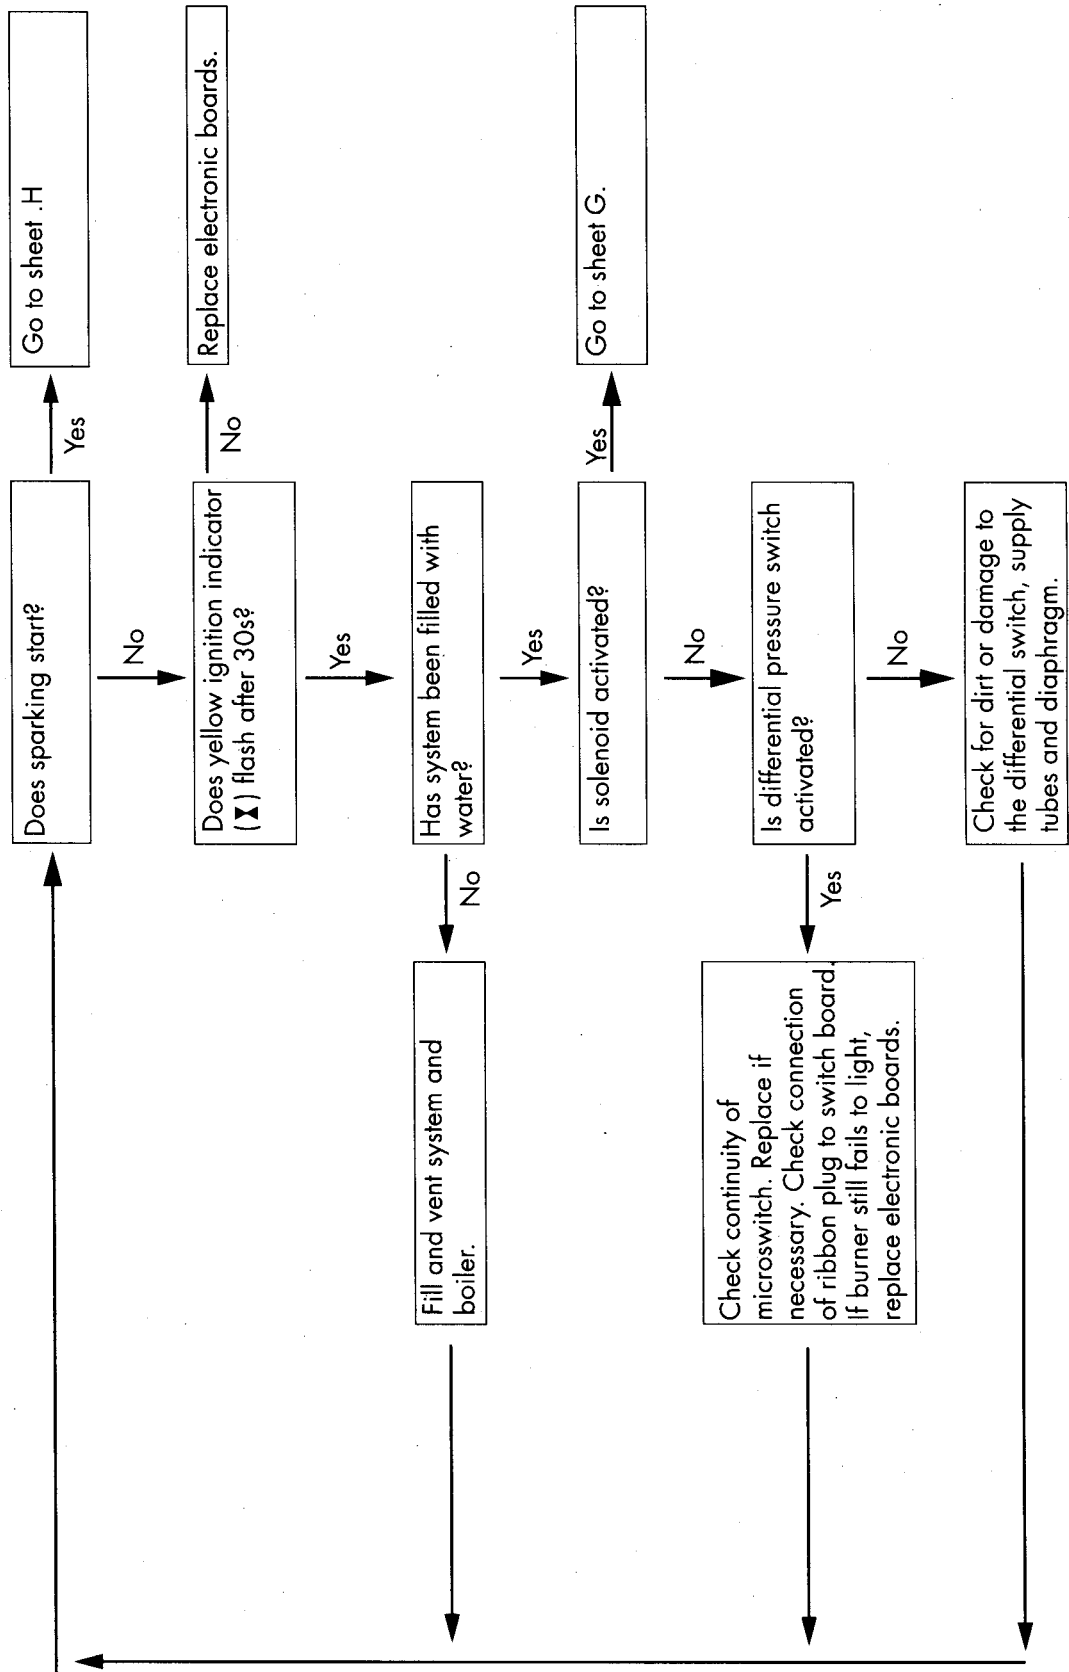 Does sparking start?
Yes
Go to sheet .H
No
Does yellow ignition indicator
(⧗) flash after 30s?
No
Replace electronic boards.
Yes
Has system been filled with
water?
No
Fill and vent system and
boiler.
Yes
Is solenoid activated?
Yes
Go to sheet G.
No
Is differential pressure switch
activated?
Yes
Check continuity of
microswitch. Replace if
necessary. Check connection
of ribbon plug to switch board.
If burner still fails to light,
replace electronic boards.
No
Check for dirt or damage to
the differential switch, supply
tubes and diaphragm.